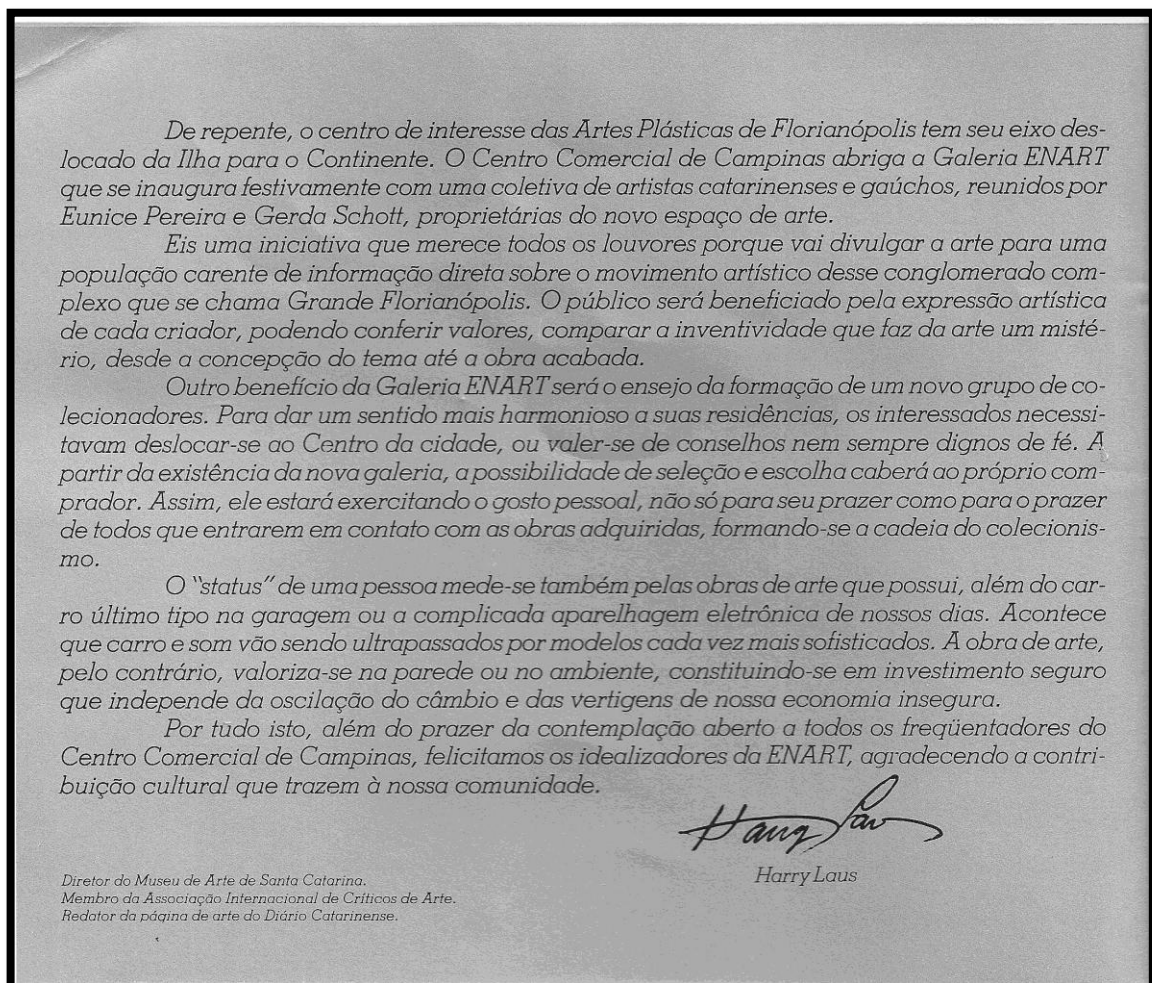 De repente, o centro de interesse das Artes Plásticas de Florianópolis tem seu eixo des-
locado da Ilha para o Continente. O Centro Comercial de Campinas abriga a Galeria ENART
que se inaugura festivamente com uma coletiva de artistas catarinenses e gaúchos, reunidos por
Eunice Pereira e Gerda Schott, proprietárias do novo espaço de arte.
Eis uma iniciativa que merece todos os louvores porque vai divulgar a arte para uma
população carente de informação direta sobre o movimento artístico desse conglomerado com-
plexo que se chama Grande Florianópolis. O público será beneficiado pela expressão artística
de cada criador, podendo conferir valores, comparar a inventividade que faz da arte um misté-
rio, desde a concepção do tema até a obra acabada.
Outro benefício da Galeria ENART será o ensejo da formação de um novo grupo de co-
lecionadores. Para dar um sentido mais harmonioso a suas residências, os interessados necessi-
tavam deslocar-se ao Centro da cidade, ou valer-se de conselhos nem sempre dignos de fé. A
partir da existência da nova galeria, a possibilidade de seleção e escolha caberá ao próprio com-
prador. Assim, ele estará exercitando o gosto pessoal, não só para seu prazer como para o prazer
de todos que entrarem em contato com as obras adquiridas, formando-se a cadeia do colecionis-
mo.
O "status" de uma pessoa mede-se também pelas obras de arte que possui, além do car-
ro último tipo na garagem ou a complicada aparelhagem eletrônica de nossos dias. Acontece
que carro e som vão sendo ultrapassados por modelos cada vez mais sofisticados. A obra de arte,
pelo contrário, valoriza-se na parede ou no ambiente, constituindo-se em investimento seguro
que independe da oscilação do câmbio e das vertigens de nossa economia insegura.
Por tudo isto, além do prazer da contemplação aberto a todos os freqüentadores do
Centro Comercial de Campinas, felicitamos os idealizadores da ENART, agradecendo a contri-
buição cultural que trazem à nossa comunidade.
Harry Laus
Harry Laus
Diretor do Museu de Arte de Santa Catarina.
Membro da Associação Internacional de Críticos de Arte.
Redator da página de arte do Diário Catarinense.